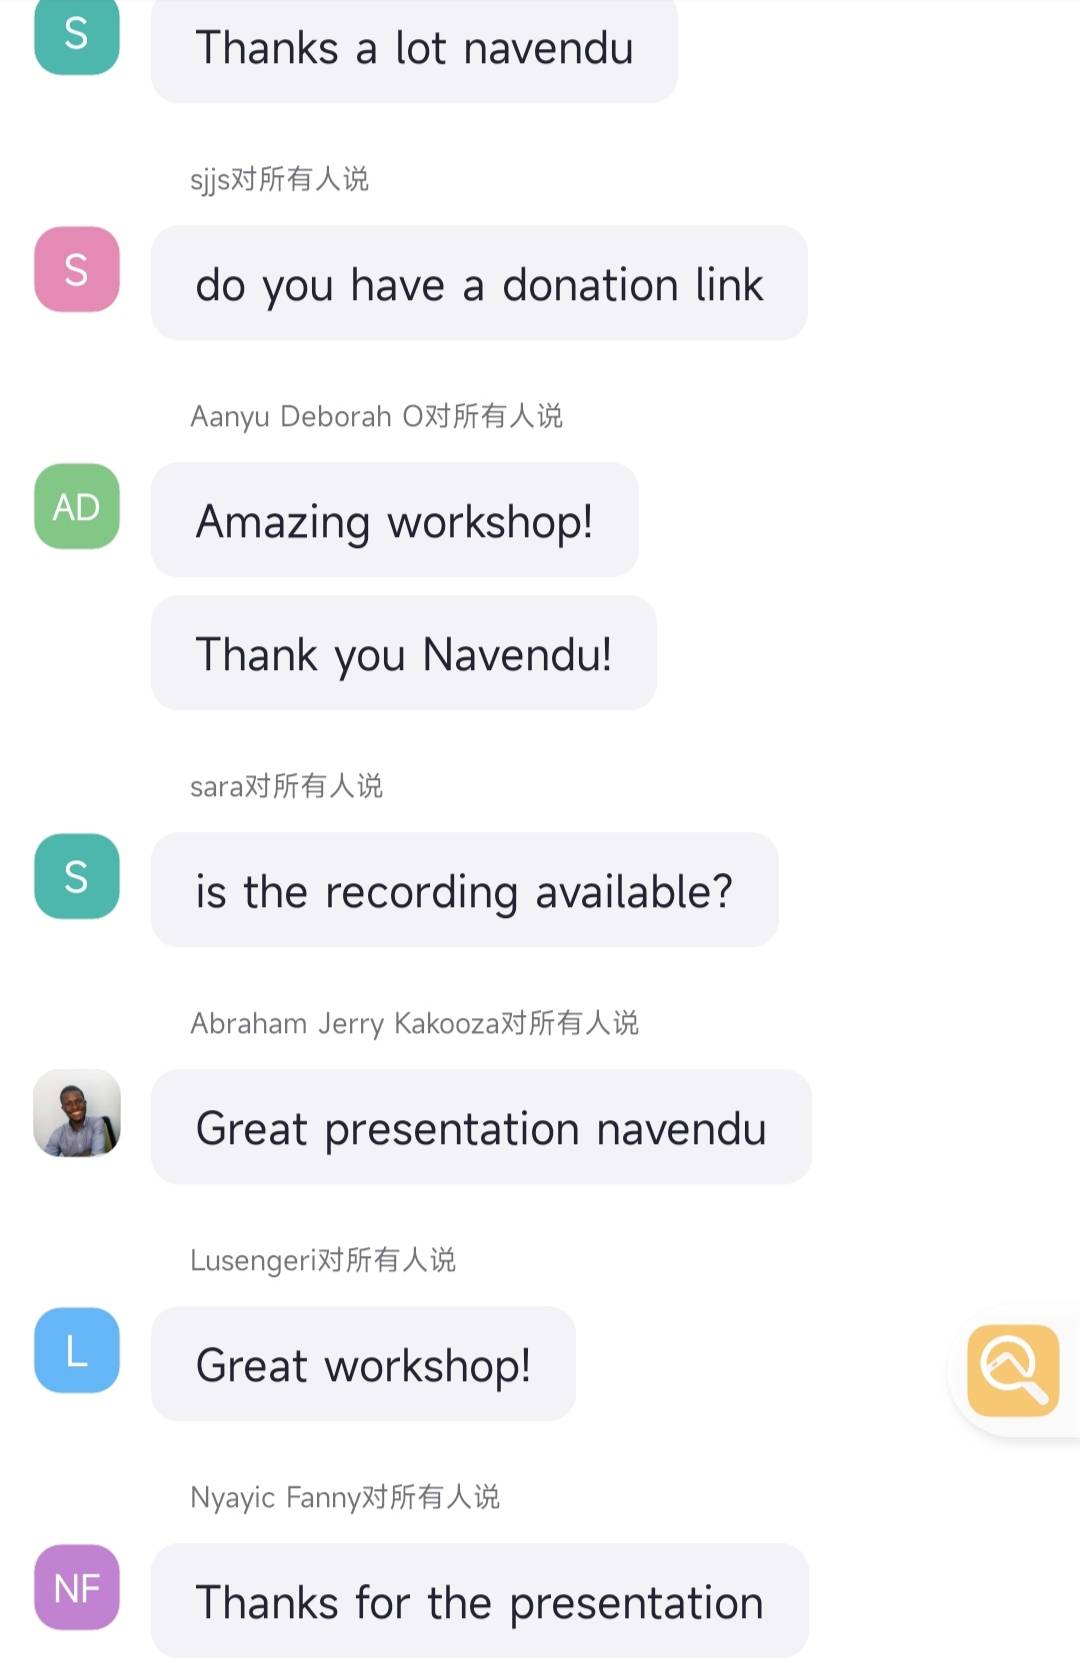 S
Thanks a lot navendu
sjjs对所有人说
S
do you have a donation link
Aanyu Deborah O对所有人说
AD
Amazing workshop!
Thank you Navendu!
sara对所有人说
S
is the recording available?
Abraham Jerry Kakooza对所有人说
Great presentation navendu
Lusengeri对所有人说
L
Great workshop!
Nyayic Fanny对所有人说
NF
Thanks for the presentation